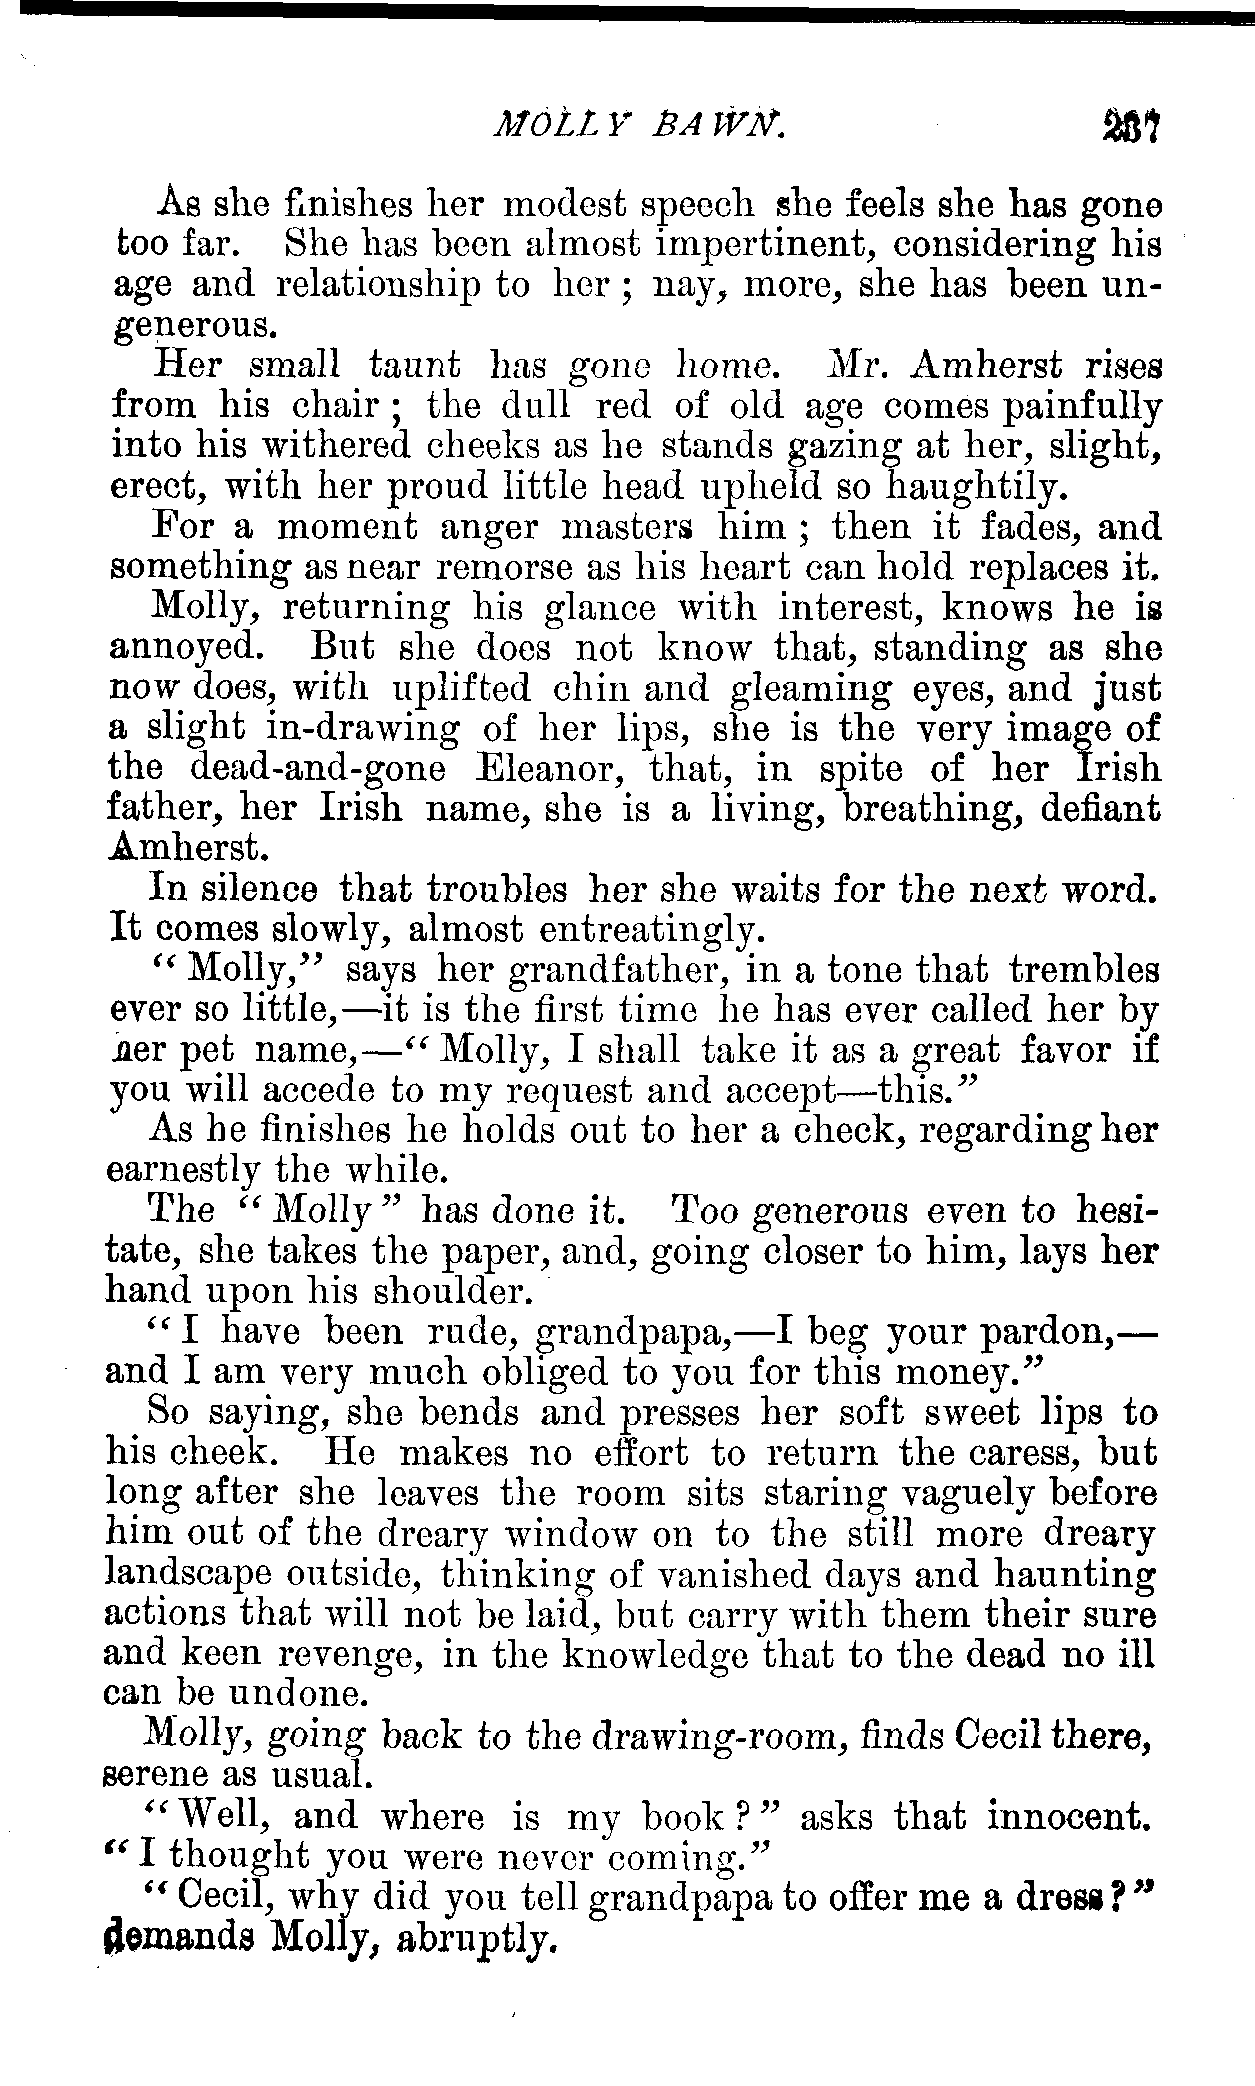 MOLLY BAWN. 237
As she finishes her modest speech she feels she has gone
too far. She has been almost impertinent, considering his
age and relationship to her ; nay, more, she has been un-
generous.
Her small taunt has gone home. Mr. Amherst rises
from his chair ; the dull red of old age comes painfully
into his withered cheeks as he stands gazing at her, slight,
erect, with her proud little head upheld so haughtily.
For a moment anger masters him ; then it fades, and
something as near remorse as his heart can hold replaces it.
Molly, returning his glance with interest, knows he is
annoyed. But she does not know that, standing as she
now does, with uplifted chin and gleaming eyes, and just
a slight in-drawing of her lips, she is the very image of
the dead-and-gone Eleanor, that, in spite of her Irish
father, her Irish name, she is a living, breathing, defiant
Amherst.
In silence that troubles her she waits for the next word.
It comes slowly, almost entreatingly.
" Molly," says her grandfather, in a tone that trembles
ever so little,—it is the first time he has ever called her by
her pet name,—" Molly, I shall take it as a great favor if
you will accede to my request and accept—this."
As he finishes he holds out to her a check, regarding her
earnestly the while.
The " Molly " has done it. Too generous even to hesi-
tate, she takes the paper, and, going closer to him, lays her
hand upon his shoulder.
" I have been rude, grandpapa,—I beg your pardon,—
and I am very much obliged to you for this money."
So saying, she bends and presses her soft sweet lips to
his cheek. He makes no effort to return the caress, but
long after she leaves the room sits staring vaguely before
him out of the dreary window on to the still more dreary
landscape outside, thinking of vanished days and haunting
actions that will not be laid, but carry with them their sure
and keen revenge, in the knowledge that to the dead no ill
can be undone.
Molly, going back to the drawing-room, finds Cecil there,
serene as usual.
" Well, and where is my book ? " asks that innocent.
" I thought you were never coming."
" Cecil, why did you tell grandpapa to offer me a dress ? "
demands Molly, abruptly.